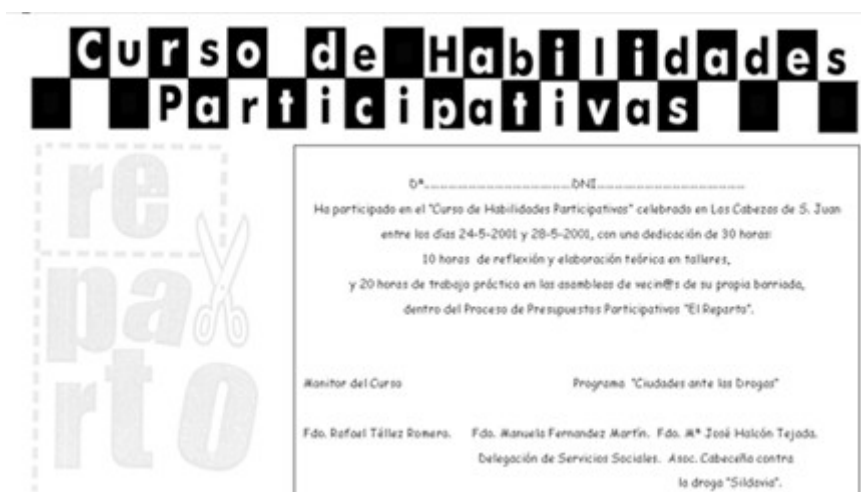 Curso de Habilidades
Participativas
re
pa
rto
Dª.............................................DNI.............................................
Ha participado en el "Curso de Habilidades Participativas" celebrado en Las Cabezas de S. Juan
entre los días 24-5-2001 y 28-5-2001, con una dedicación de 30 horas:
10 horas de reflexión y elaboración teórica en talleres,
y 20 horas de trabajo práctico en las asambleas de vecin@s de su propia barriada,
dentro del Proceso de Presupuestos Participativos "El Reparto".
Monitor del Curso Programa "Ciudades ante las Drogas"
Fdo. Rafael Téllez Romero. Fdo. Manuela Fernandez Martín. Fdo. Mª José Halcón Tejada.
Delegación de Servicios Sociales. Asoc. Cabeceña contra
la droga "Sildavia".